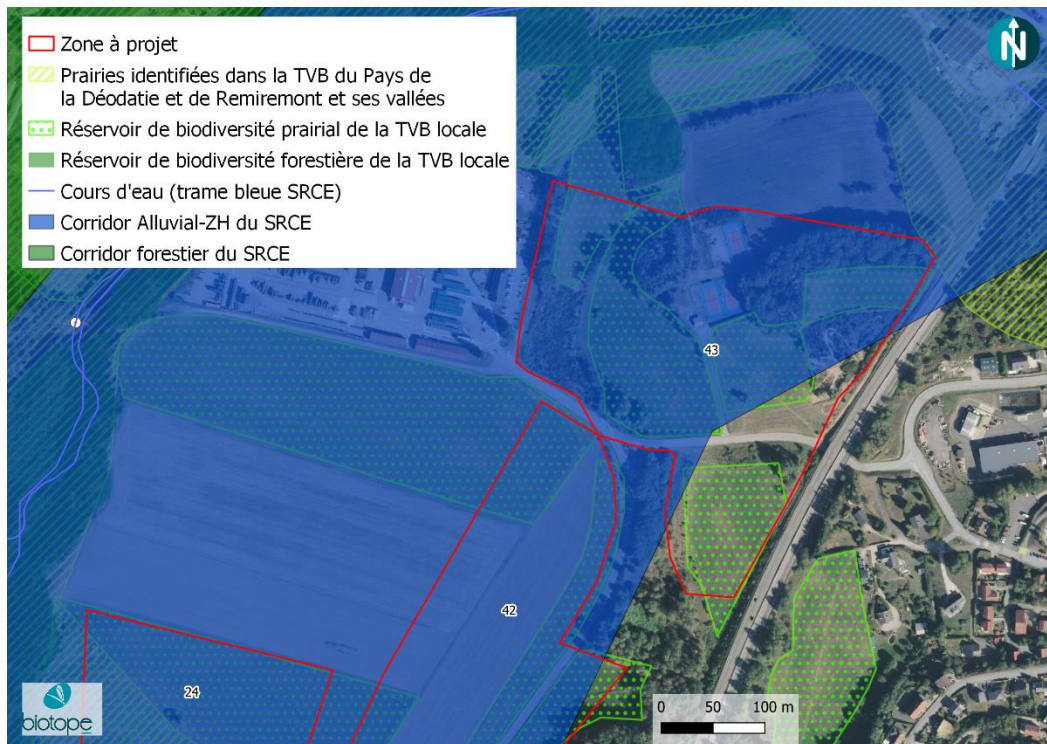 Zone à projet
Prairies identifiées dans la TVB du Pays de
la Déodatie et de Remiremont et ses vallées
Réservoir de biodiversité prairial de la TVB locale
Réservoir de biodiversité forestière de la TVB locale
Cours d'eau (trame bleue SRCE)
Corridor Alluvial-ZH du SRCE
Corridor forestier du SRCE
N
43
42
24
biotope
0 50 100 m